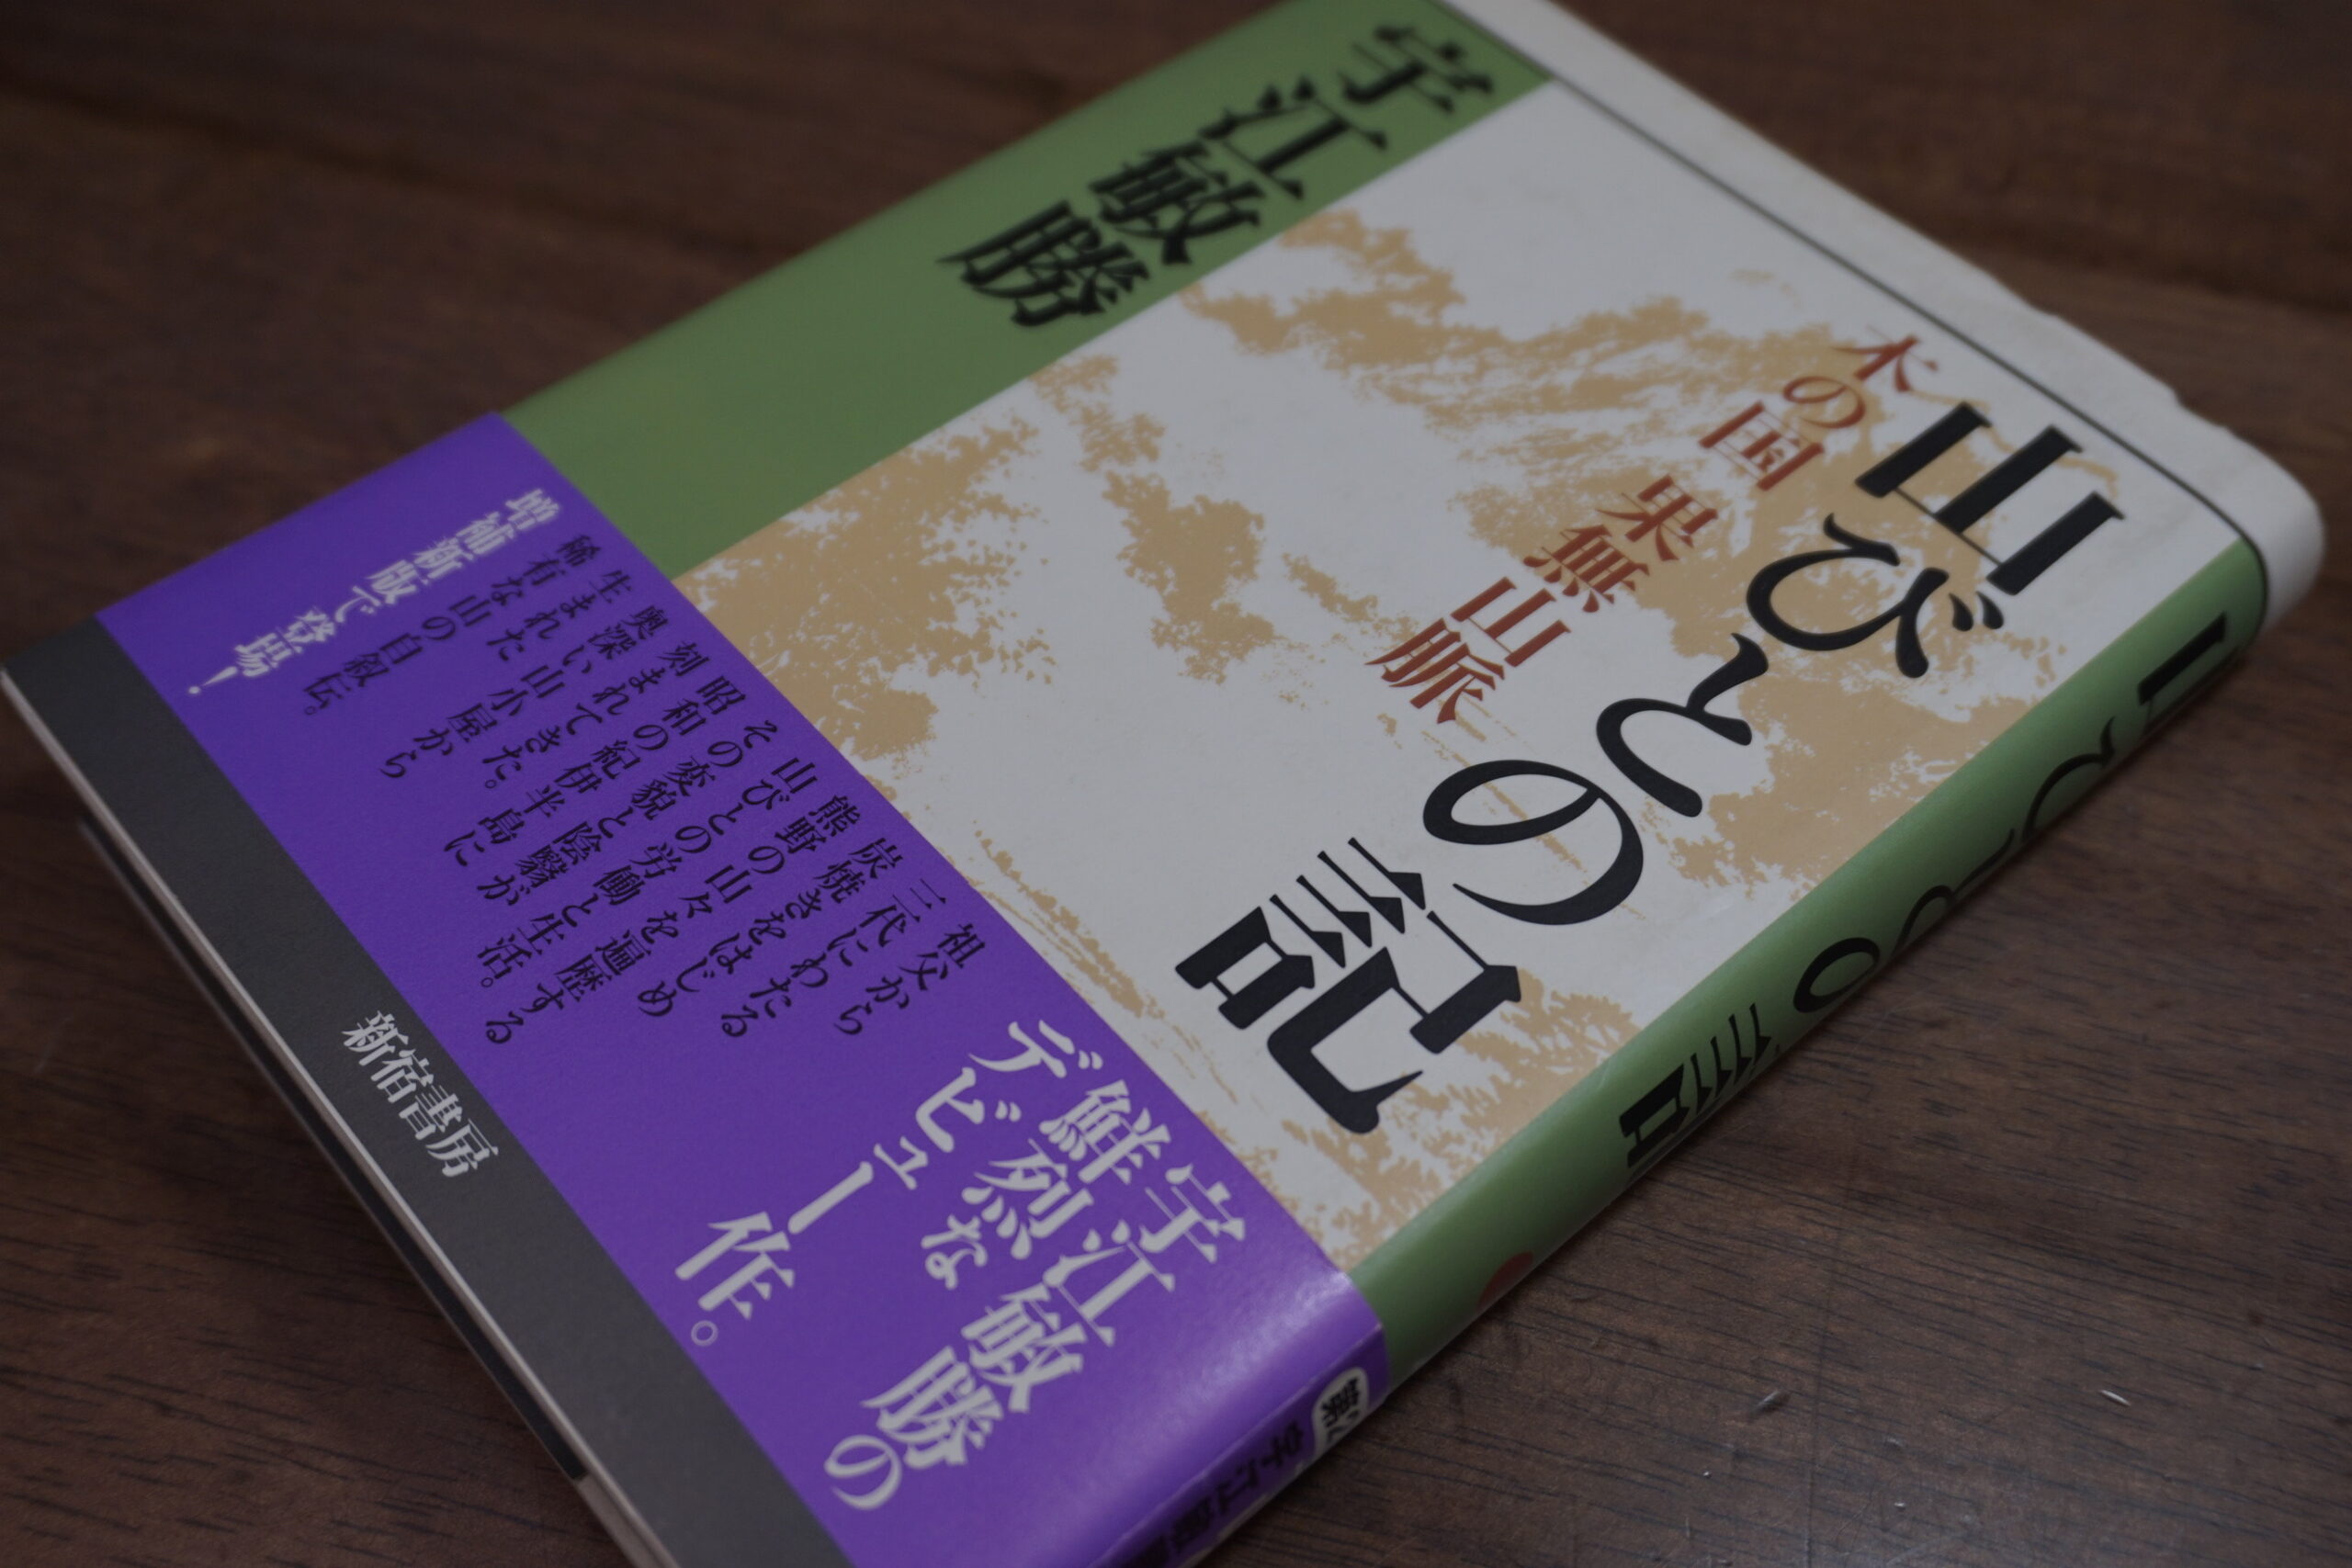 山びとの記
木の国 果無山脈
宇江敏勝
宇江敏勝の
鮮烈な
デビュー作。
祖父から
三代にわたる
炭焼きをはじめ
熊野の山々を遍歴する
山びとの労働と生活。
その変貌と陰翳が
昭和の紀伊半島に
刻まれてきた。
奥深い山小屋から
生まれた
稀有な山の自叙伝。
増補新版で登場!
新宿書房